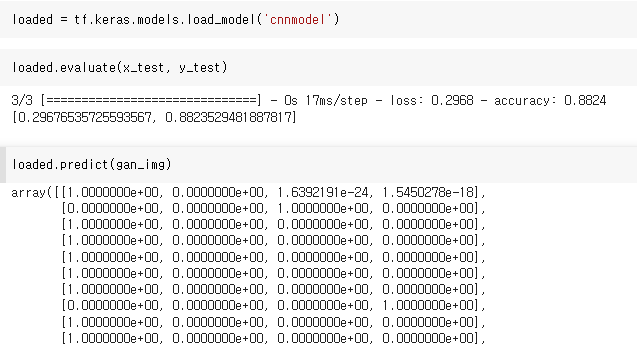 loaded = tf.keras.models.load_model('cnnmodel')
loaded.evaluate(x_test, y_test)
3/3 [==============================] - 0s 17ms/step - loss: 0.2968 - accuracy: 0.8824
[0.29676535725593567, 0.8823529481887817]
loaded.predict(gan_img)
array([[1.0000000e+00, 0.0000000e+00, 1.6392191e-24, 1.5450278e-18],
[0.0000000e+00, 0.0000000e+00, 1.0000000e+00, 0.0000000e+00],
[1.0000000e+00, 0.0000000e+00, 0.0000000e+00, 0.0000000e+00],
[1.0000000e+00, 0.0000000e+00, 0.0000000e+00, 0.0000000e+00],
[1.0000000e+00, 0.0000000e+00, 0.0000000e+00, 0.0000000e+00],
[1.0000000e+00, 0.0000000e+00, 0.0000000e+00, 0.0000000e+00],
[1.0000000e+00, 0.0000000e+00, 0.0000000e+00, 0.0000000e+00],
[0.0000000e+00, 0.0000000e+00, 0.0000000e+00, 1.0000000e+00],
[1.0000000e+00, 0.0000000e+00, 0.0000000e+00, 0.0000000e+00],
[1.0000000e+00, 0.0000000e+00, 0.0000000e+00, 0.0000000e+00],